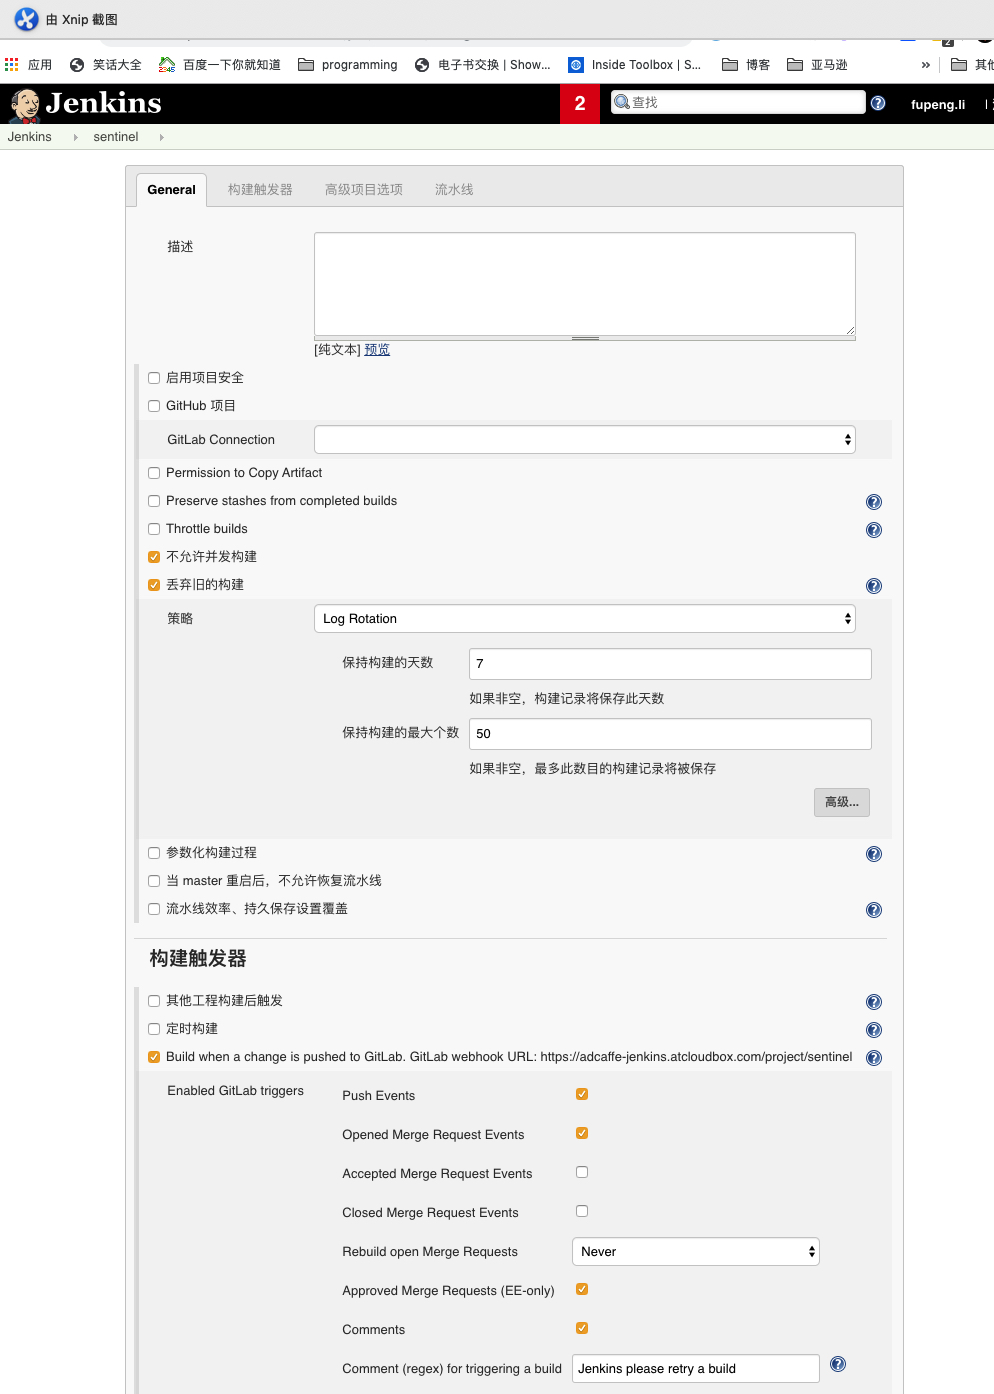 由 Xnip 截图
2
应用 笑话大全 百度一下你就知道 programming 电子书交换 | Show... Inside Toolbox | S... 博客 亚马逊 »
Jenkins 2 查找 fupeng.li
Jenkins sentinel
General 构建触发器 高级项目选项 流水线
描述
[纯文本] 预览
启用项目安全
GitHub 项目
GitLab Connection
Permission to Copy Artifact
Preserve stashes from completed builds
Throttle builds
不允许并发构建
丢弃旧的构建
策略 Log Rotation
保持构建的天数 7
如果非空，构建记录将保存此天数
保持构建的最大个数 50
如果非空，最多此数目的构建记录将被保存
高级...
参数化构建过程
当 master 重启后，不允许恢复流水线
流水线效率、持久保存设置覆盖
构建触发器
其他工程构建后触发
定时构建
Build when a change is pushed to GitLab. GitLab webhook URL: https://adcaffe-jenkins.atcloudbox.com/project/sentinel
Enabled GitLab triggers Push Events
Opened Merge Request Events
Accepted Merge Request Events
Closed Merge Request Events
Rebuild open Merge Requests Never
Approved Merge Requests (EE-only)
Comments
Comment (regex) for triggering a build Jenkins please retry a build